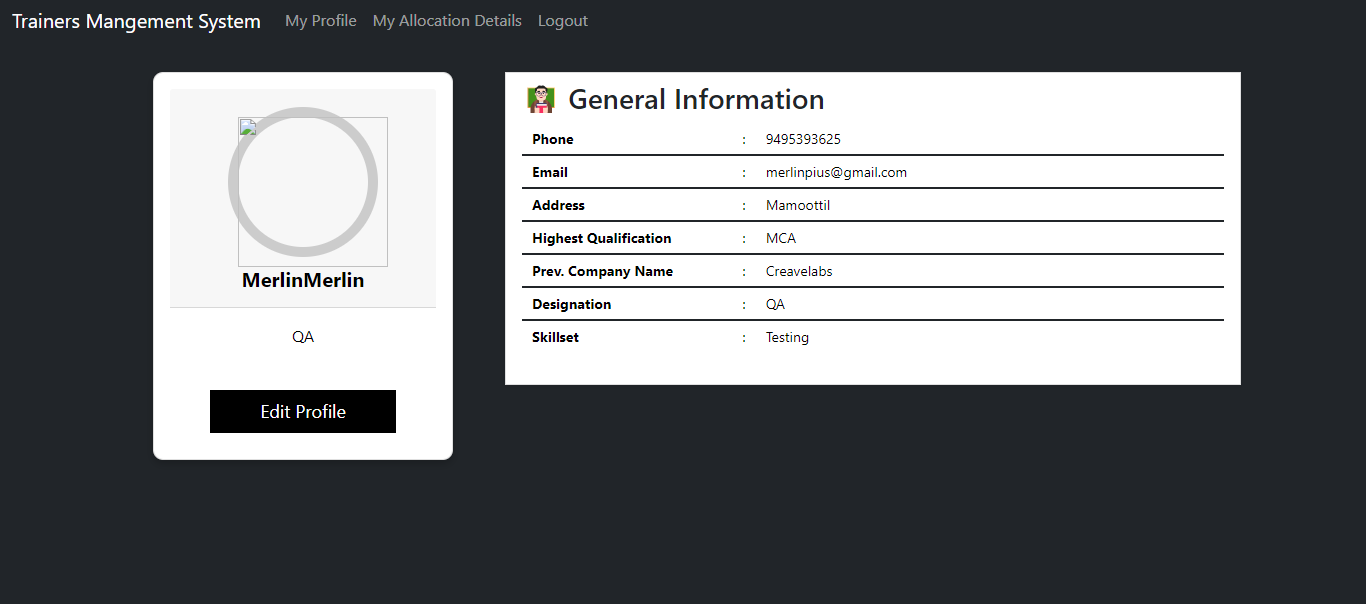 Trainers Mangement System My Profile My Allocation Details Logout
MerlinMerlin
QA
Edit Profile
General Information
Phone : 9495393625
Email : merlinpius@gmail.com
Address : Mamoottil
Highest Qualification : MCA
Prev. Company Name : Creavelabs
Designation : QA
Skillset : Testing